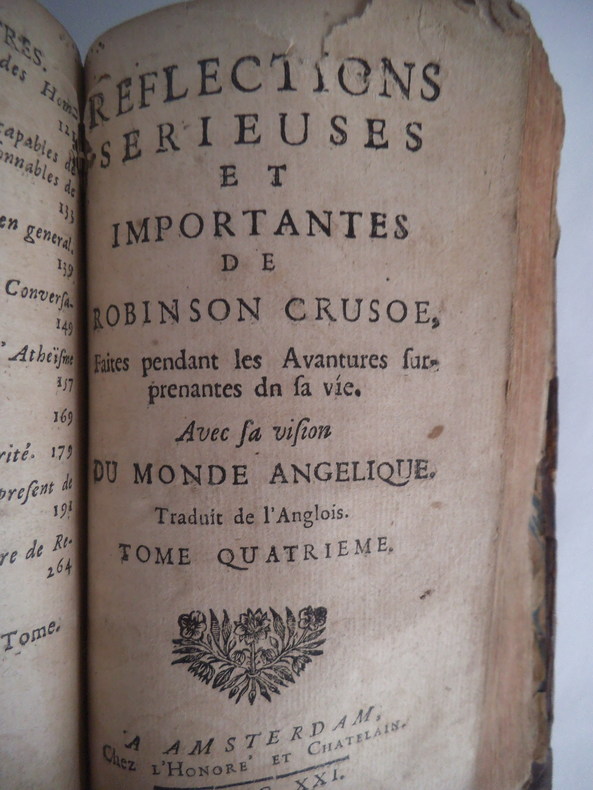 TRES.
des Hom-
capables de
onnables de
133
en general.
139
Conversa-
149
Atheïsme
157
169
rité. 179
present de
191
re de Re-
264
Tome.
REFLECTIONS
SERIEUSES
ET
IMPORTANTES
DE
ROBINSON CRUSOE,
Faites pendant les Avantures sur-
prenantes dn sa vie.
Avec sa vision
DU MONDE ANGELIQUE.
Traduit de l'Anglois.
TOME QUATRIEME.
A AMSTERDAM,
Chez L'HONORE' ET CHATELAIN.
XXI.